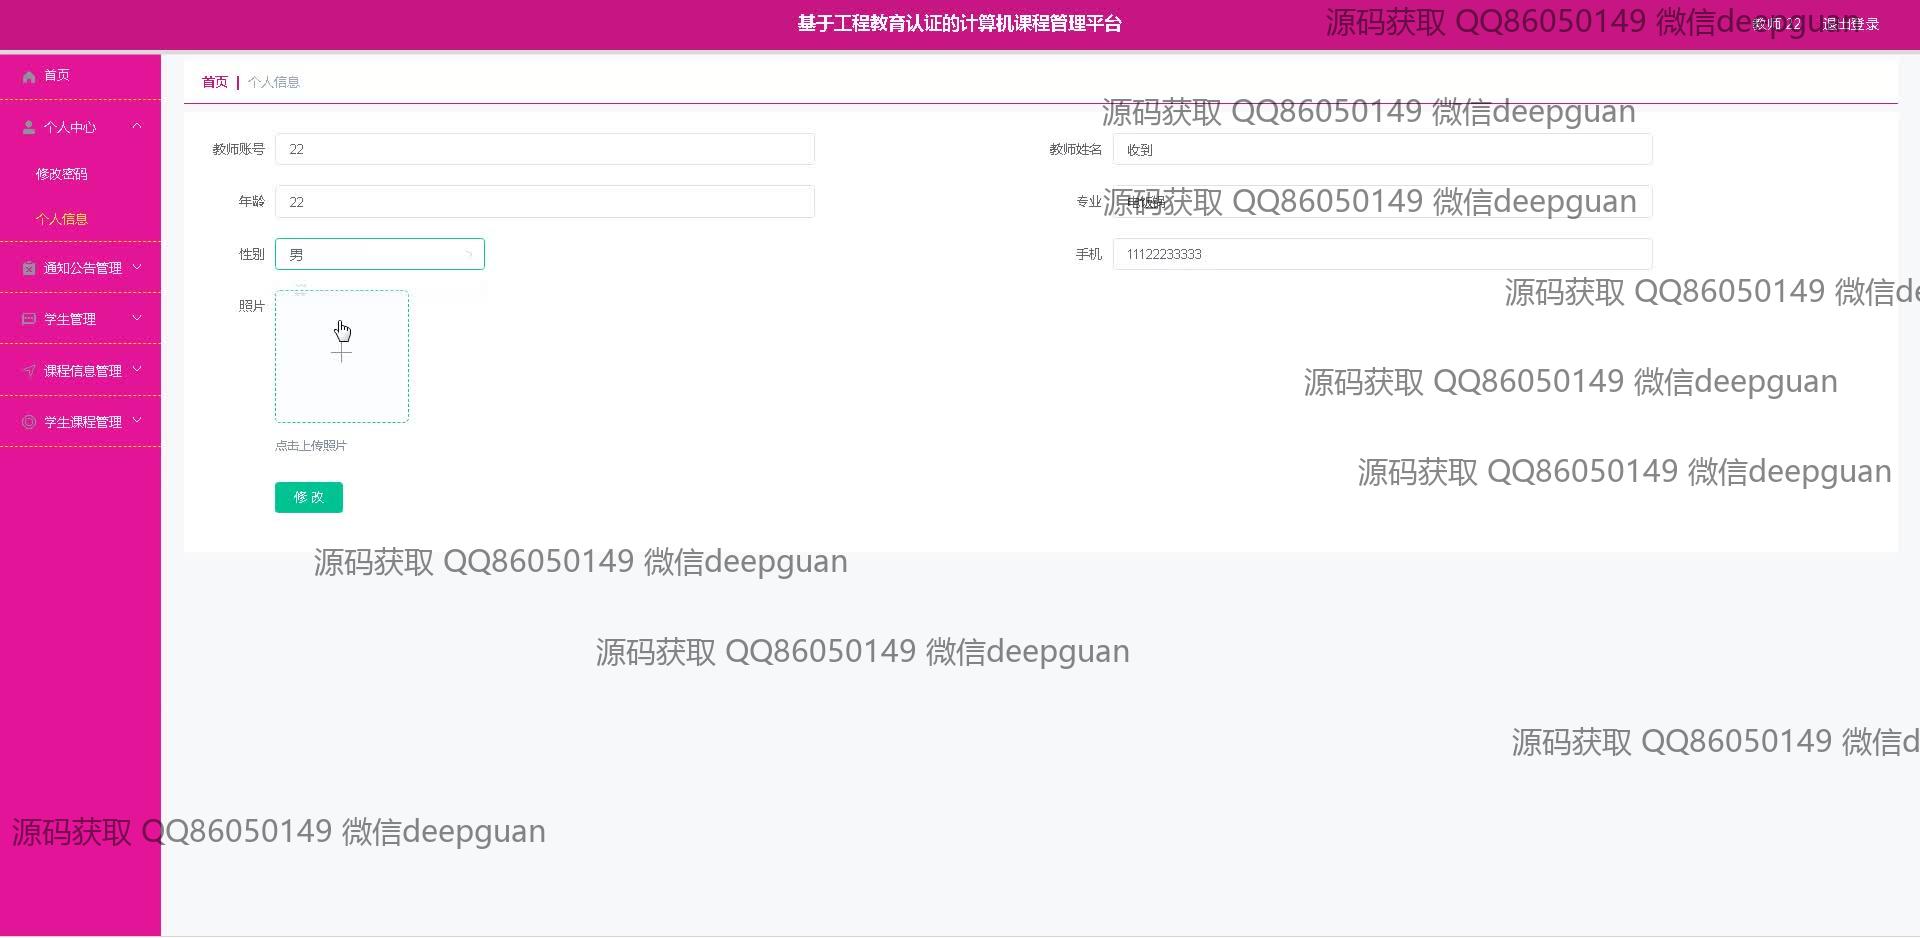 基于工程教育认证的计算机课程管理平台
源码获取 QQ86050149 微信deepguan
教师 22 退出登录
首页
个人中心
修改密码
个人信息
通知公告管理
学生管理
课程信息管理
学生课程管理
首页 | 个人信息
源码获取 QQ86050149 微信deepguan
教师账号 22
教师姓名 收到
年龄 22
专业
源码获取 QQ86050149 微信deepguan
性别 男
手机 11122233333
源码获取 QQ86050149 微信de
照片
源码获取 QQ86050149 微信deepguan
点击上传照片
源码获取 QQ86050149 微信deepguan
修 改
源码获取 QQ86050149 微信deepguan
源码获取 QQ86050149 微信deepguan
源码获取 QQ86050149 微信d
源码获取 QQ86050149 微信deepguan